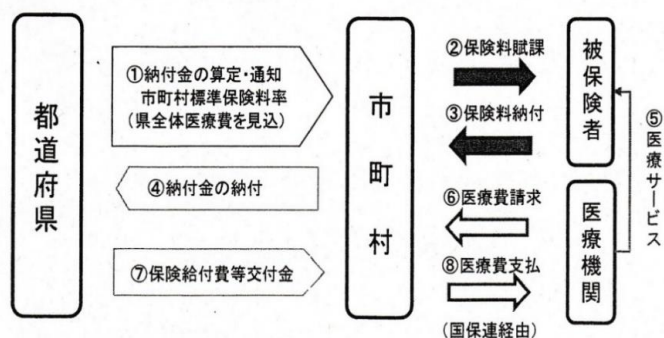 都道府県
①納付金の算定・通知
市町村標準保険料率
(県全体医療費を見込)
④納付金の納付
⑦保険給付費等交付金
市町村
②保険料賦課
③保険料納付
⑥医療費請求
⑧医療費支払
(国保連経由)
被保険者
医療機関
⑤医療サービス